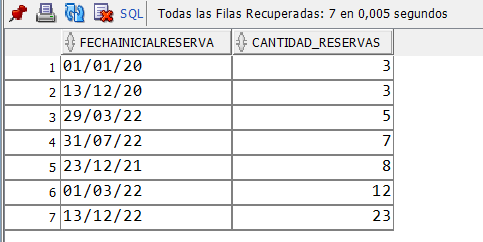 SQL | Todas las Filas Recuperadas: 7 en 0,005 segundos
FECHAINICIALRESERVA CANTIDAD_RESERVAS
1 01/01/20 3
2 13/12/20 3
3 29/03/22 5
4 31/07/22 7
5 23/12/21 8
6 01/03/22 12
7 13/12/22 23